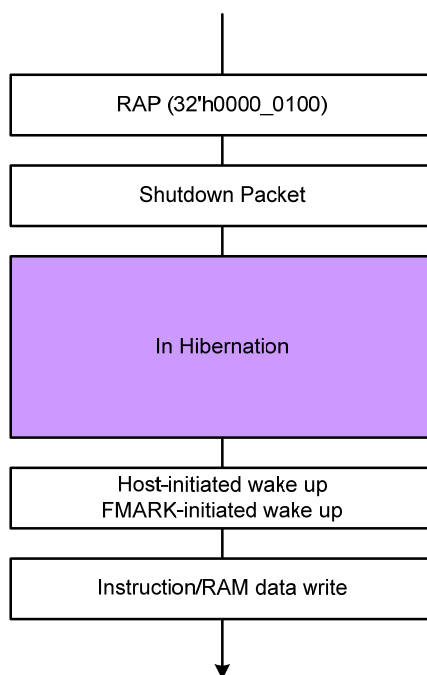 RAP (32'h0000_0100)
Shutdown Packet
In Hibernation
Host-initiated wake up
FMARK-initiated wake up
Instruction/RAM data write